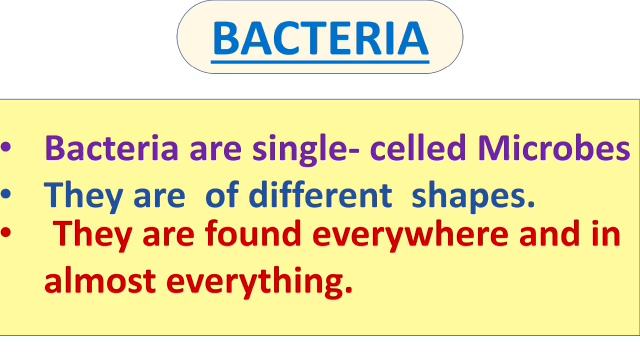 BACTERIA
• Bacteria are single- celled Microbes
• They are of different shapes.
• They are found everywhere and in
almost everything.